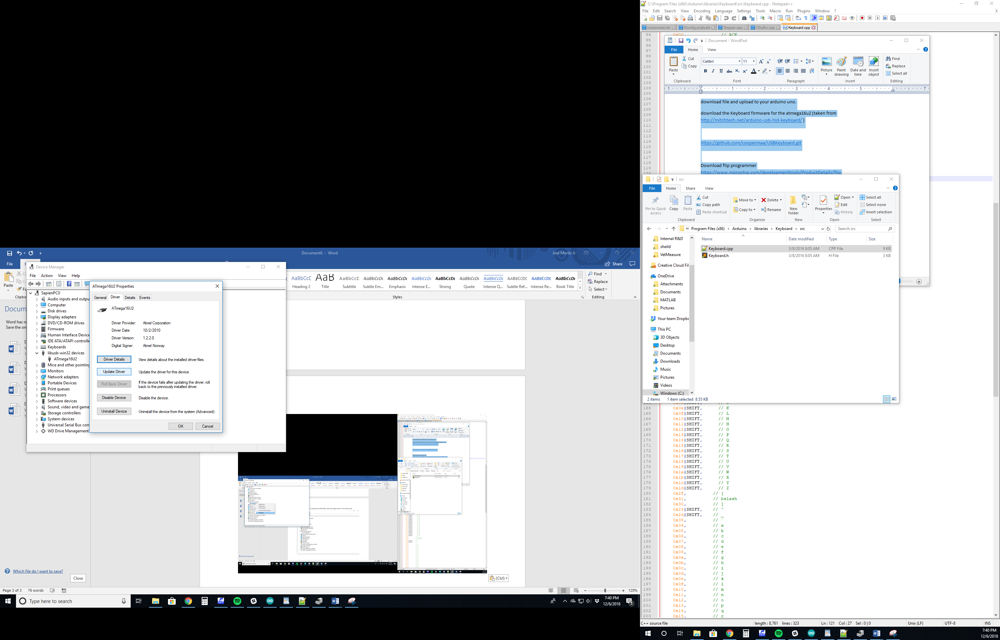 Document6 - Word
Joel Moritz Jr
File
Share
Paste
Clipbo
Heading 2
Title
Subtitle
Subtle Em...
Emphasis
Intense E...
Strong
Quote
Intense Q...
Subtle Ref...
Intense Re...
Book Title
Styles
Find
Replace
Select
Editing
Docum
Word has re
Save the on
Device Manager
File Action View Help
SapienPC0
Audio inputs and outpu
Computer
Disk drives
Display adapters
DVD/CD-ROM drives
Firmware
Human Interface Device
IDE ATA/ATAPI controlle
Keyboards
libusb-win32 devices
ATmega16U2
Mice and other pointing
Monitors
Network adapters
Portable Devices
Print queues
Processors
Software devices
Sound, video and game
Storage controllers
System devices
Universal Serial Bus con
WD Drive Management
ATmega16U2 Properties
General Driver Details Events
ATmega16U2
Driver Provider: Atmel Corporation
Driver Date: 10/2/2010
Driver Version: 1.2.2.0
Digital Signer: Atmel Norway
Driver Details View details about the installed driver files.
Update Driver Update the driver for this device.
Roll Back Driver If the device fails after updating the driver, roll
back to the previously installed driver.
Disable Device Disable the device.
Uninstall Device Uninstall the device from the system (Advanced).
OK Cancel
Which file do I want to save?
Close
(Ctrl)
Page 3 of 3 76 words
120%
Type here to search
7:40 PM
12/6/2018
C:\Program Files (x86)\Arduino\libraries\Keyboard\src\Keyboard.cpp - Notepad++
File Edit Search View Encoding Language Settings Tools Macro Run Plugins Window ? X
component.mk Kconfig.projbuild Stepper.cpp Cthulhu.cpp Keyboard.cpp
94 0x00, // ACK
95
96
97
98
99
100
101
102
103
104
105
106
107
108
109
110
111
112
113
114
115
116
117
118
119
120
Document - WordPad
File Home View
Paste
Cut
Copy
Clipboard
Calibri 11
Font
Paragraph
Picture
Paint drawing
Date and time
Insert object
Insert
Find
Replace
Select all
Editing
download file and upload to your arduino uno.
download the Keyboard firmware for the atmega16u2 (taken from
http://mitchtech.net/arduino-usb-hid-keyboard/ )
https://github.com/coopermaa/USBKeyboard.git
Download flip programmer
https://www.microchip.com/developmenttools/ProductDetails/flip
src
File Home Share View
Pin to Quick access
Copy
Paste
Cut
Copy path
Paste shortcut
Clipboard
Move to
Copy to
Delete
Rename
Organize
New folder
New
Properties
Open
Edit
History
Open
Select all
Select none
Invert selection
Select
« Program Files (x86) > Arduino > libraries > Keyboard > src
Search src
Internal R&D
sheild
VetMeasure
Creative Cloud Fil
OneDrive
Attachments
Documents
MATLAB
Pictures
Your team Dropbo
This PC
3D Objects
Desktop
Documents
Downloads
Music
Pictures
Videos
Windows (C:)
Name Date modified Type Size
Keyboard.cpp 3/8/2016 8:05 AM CPP File 9 KB
Keyboard.h 3/8/2016 8:05 AM H File 3 KB
2 items 1 item selected 8.55 KB
164 0x0e|SHIFT, // K
165 0x0f|SHIFT, // L
166 0x10|SHIFT, // M
167 0x11|SHIFT, // N
168 0x12|SHIFT, // O
169 0x13|SHIFT, // P
170 0x14|SHIFT, // Q
171 0x15|SHIFT, // R
172 0x16|SHIFT, // S
173 0x17|SHIFT, // T
174 0x18|SHIFT, // U
175 0x19|SHIFT, // V
176 0x1a|SHIFT, // W
177 0x1b|SHIFT, // X
178 0x1c|SHIFT, // Y
179 0x1d|SHIFT, // Z
180 0x2f, // [
181 0x31, // bslash
182 0x30, // ]
183 0x23|SHIFT, // ^
184 0x2d|SHIFT, // _
185 0x35, // `
186 0x04, // a
187 0x05, // b
188 0x06, // c
189 0x07, // d
190 0x08, // e
191 0x09, // f
192 0x0a, // g
193 0x0b, // h
194 0x0c, // i
195 0x0d, // j
196 0x0e, // k
197 0x0f, // l
198 0x10, // m
199 0x11, // n
200 0x12, // o
201 0x13, // p
202 0x14, // q
203 0x15, // r
C++ source file length : 8,761 lines : 323 Ln : 121 Col : 27 Sel : 0 | 0 Unix (LF) UTF-8 INS
7:40 PM
12/6/2018